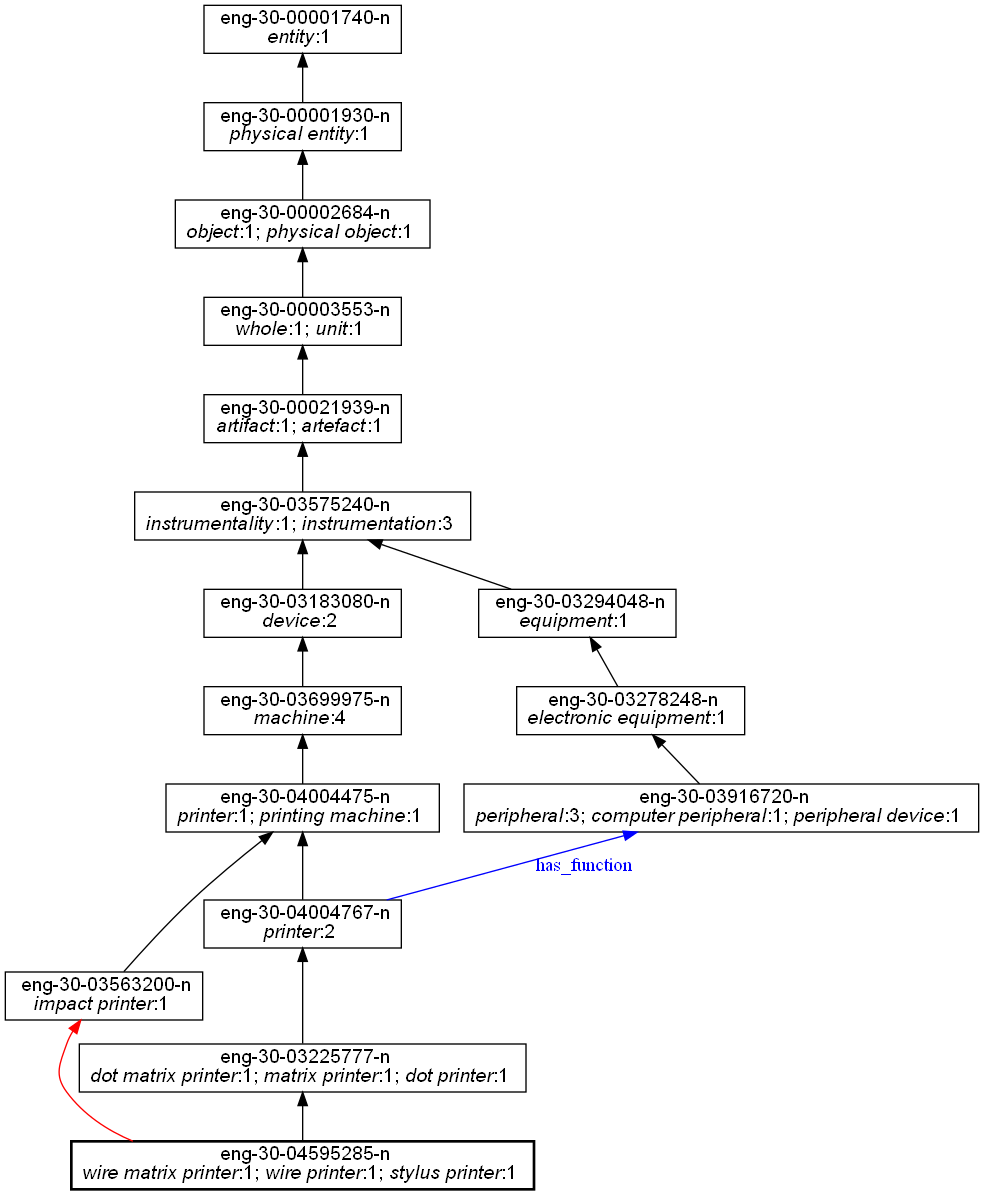 eng-30-00001740-n
entity:1
eng-30-00001930-n
physical entity:1
eng-30-00002684-n
object:1; physical object:1
eng-30-00003553-n
whole:1; unit:1
eng-30-00021939-n
artifact:1; artefact:1
eng-30-03575240-n
instrumentality:1; instrumentation:3
eng-30-03183080-n
device:2
eng-30-03294048-n
equipment:1
eng-30-03699975-n
machine:4
eng-30-03278248-n
electronic equipment:1
eng-30-04004475-n
printer:1; printing machine:1
eng-30-03916720-n
peripheral:3; computer peripheral:1; peripheral device:1
has_function
eng-30-04004767-n
printer:2
eng-30-03563200-n
impact printer:1
eng-30-03225777-n
dot matrix printer:1; matrix printer:1; dot printer:1
eng-30-04595285-n
wire matrix printer:1; wire printer:1; stylus printer:1